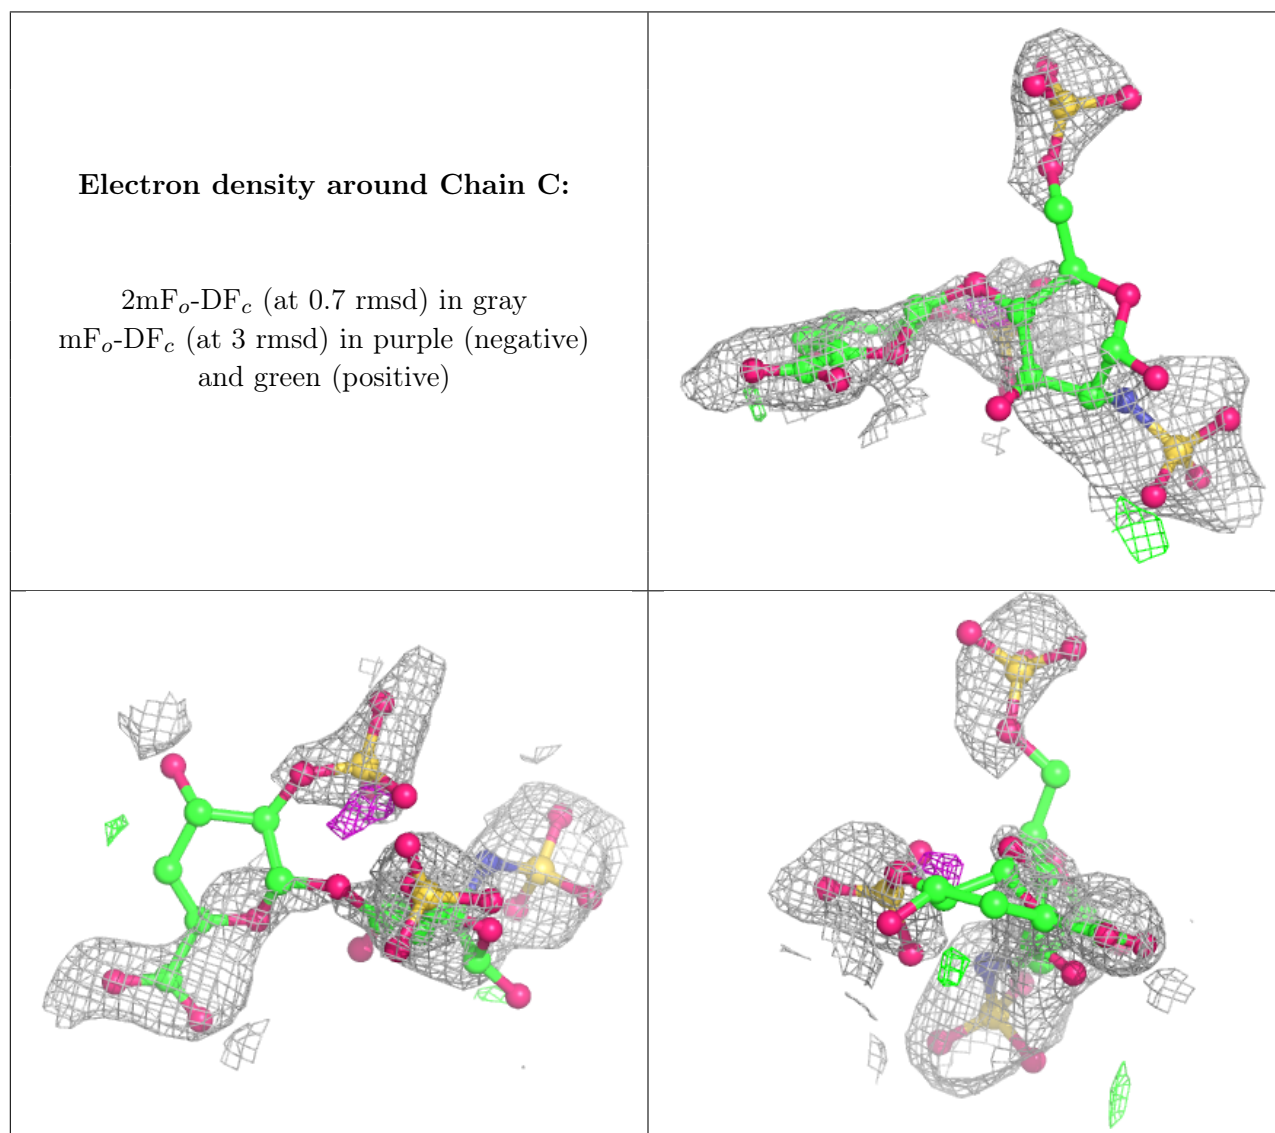 Electron density around Chain C:
2mFₒ-DF𝑐 (at 0.7 rmsd) in gray
mFₒ-DF𝑐 (at 3 rmsd) in purple (negative)
and green (positive)